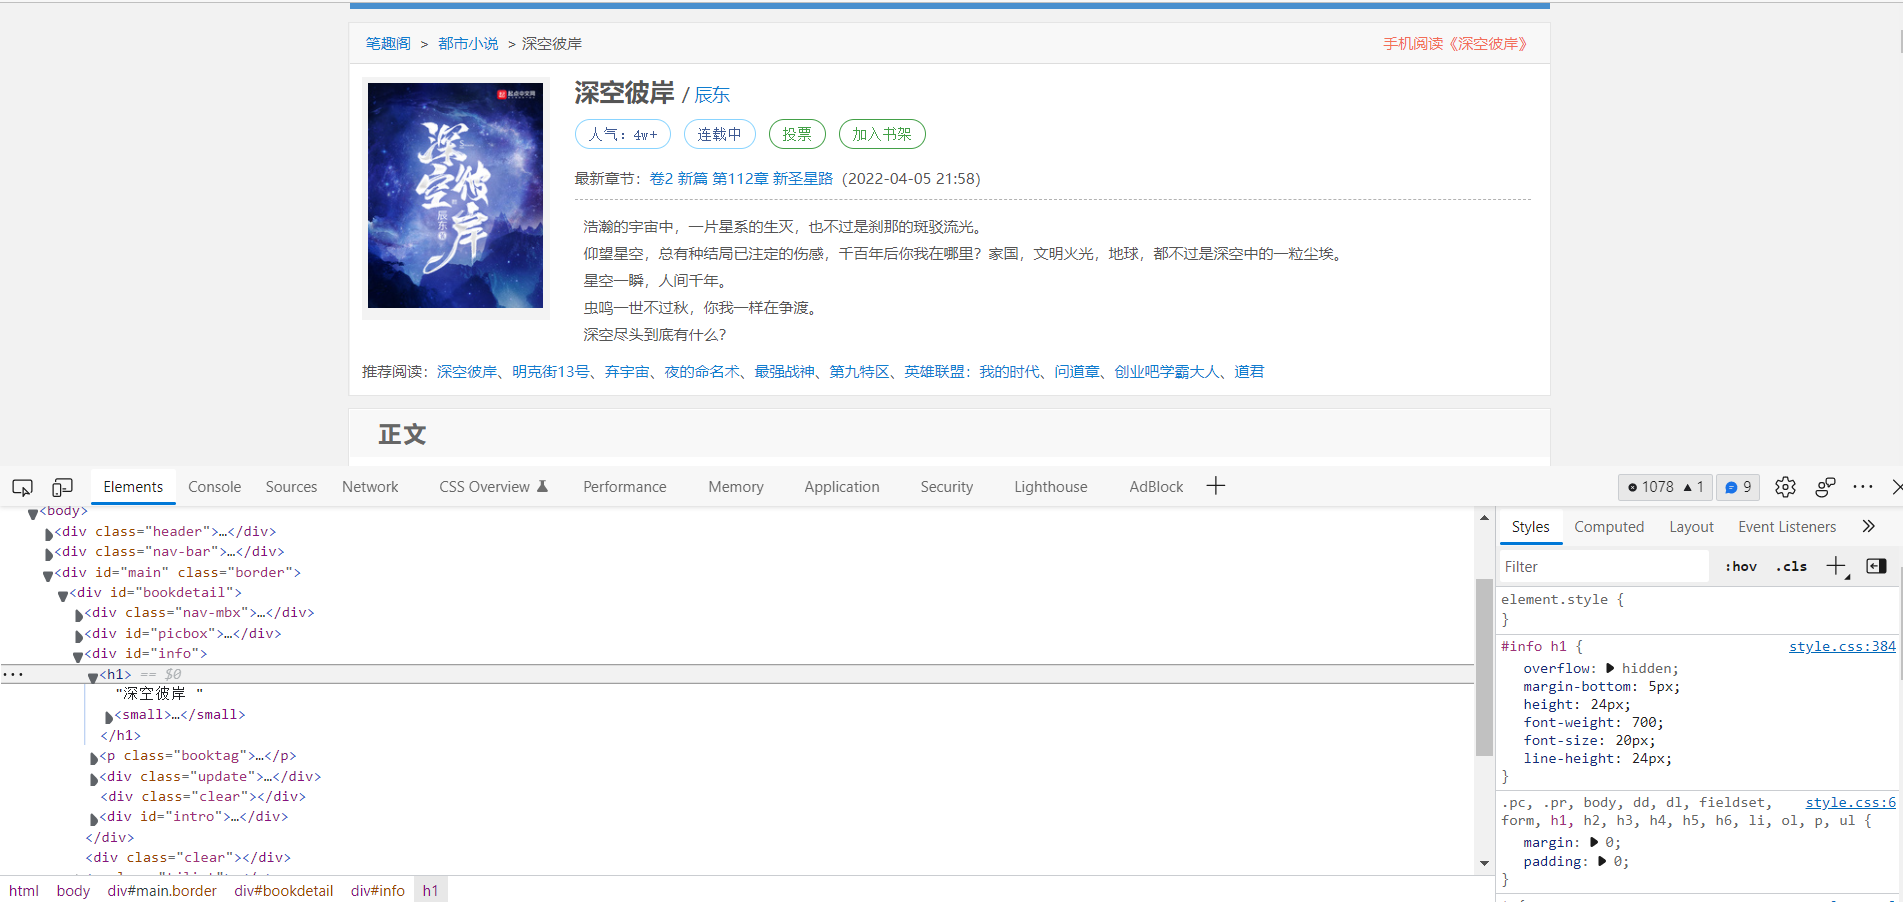 笔趣阁 > 都市小说 > 深空彼岸
手机阅读《深空彼岸》
起点中文网
深空彼岸
辰东
深空彼岸 / 辰东
人气：4w+ 连载中 投票 加入书架
最新章节：卷2 新篇 第112章 新圣星路（2022-04-05 21:58）
浩瀚的宇宙中，一片星系的生灭，也不过是刹那的斑驳流光。
仰望星空，总有种结局已注定的伤感，千百年后你我在哪里？家国，文明火光，地球，都不过是深空中的一粒尘埃。
星空一瞬，人间千年。
虫鸣一世不过秋，你我一样在争渡。
深空尽头到底有什么？
推荐阅读：深空彼岸、明克街13号、弃宇宙、夜的命名术、最强战神、第九特区、英雄联盟：我的时代、问道章、创业吧学霸大人、道君
正文
Elements Console Sources Network CSS Overview Performance Memory Application Security Lighthouse AdBlock
1078 1 9
<body>
<div class="header">…</div>
<div class="nav-bar">…</div>
<div id="main" class="border">
<div id="bookdetail">
<div class="nav-mbx">…</div>
<div id="picbox">…</div>
<div id="info">
<h1> == $0
"深空彼岸 "
<small>…</small>
</h1>
<p class="booktag">…</p>
<div class="update">…</div>
<div class="clear"></div>
<div id="intro">…</div>
</div>
<div class="clear"></div>
html body div#main.border div#bookdetail div#info h1
Styles Computed Layout Event Listeners
Filter :hov .cls
element.style {
}
#info h1 { style.css:384
overflow: hidden;
margin-bottom: 5px;
height: 24px;
font-weight: 700;
font-size: 20px;
line-height: 24px;
}
.pc, .pr, body, dd, dl, fieldset, style.css:6
form, h1, h2, h3, h4, h5, h6, li, ol, p, ul {
margin: 0;
padding: 0;
}